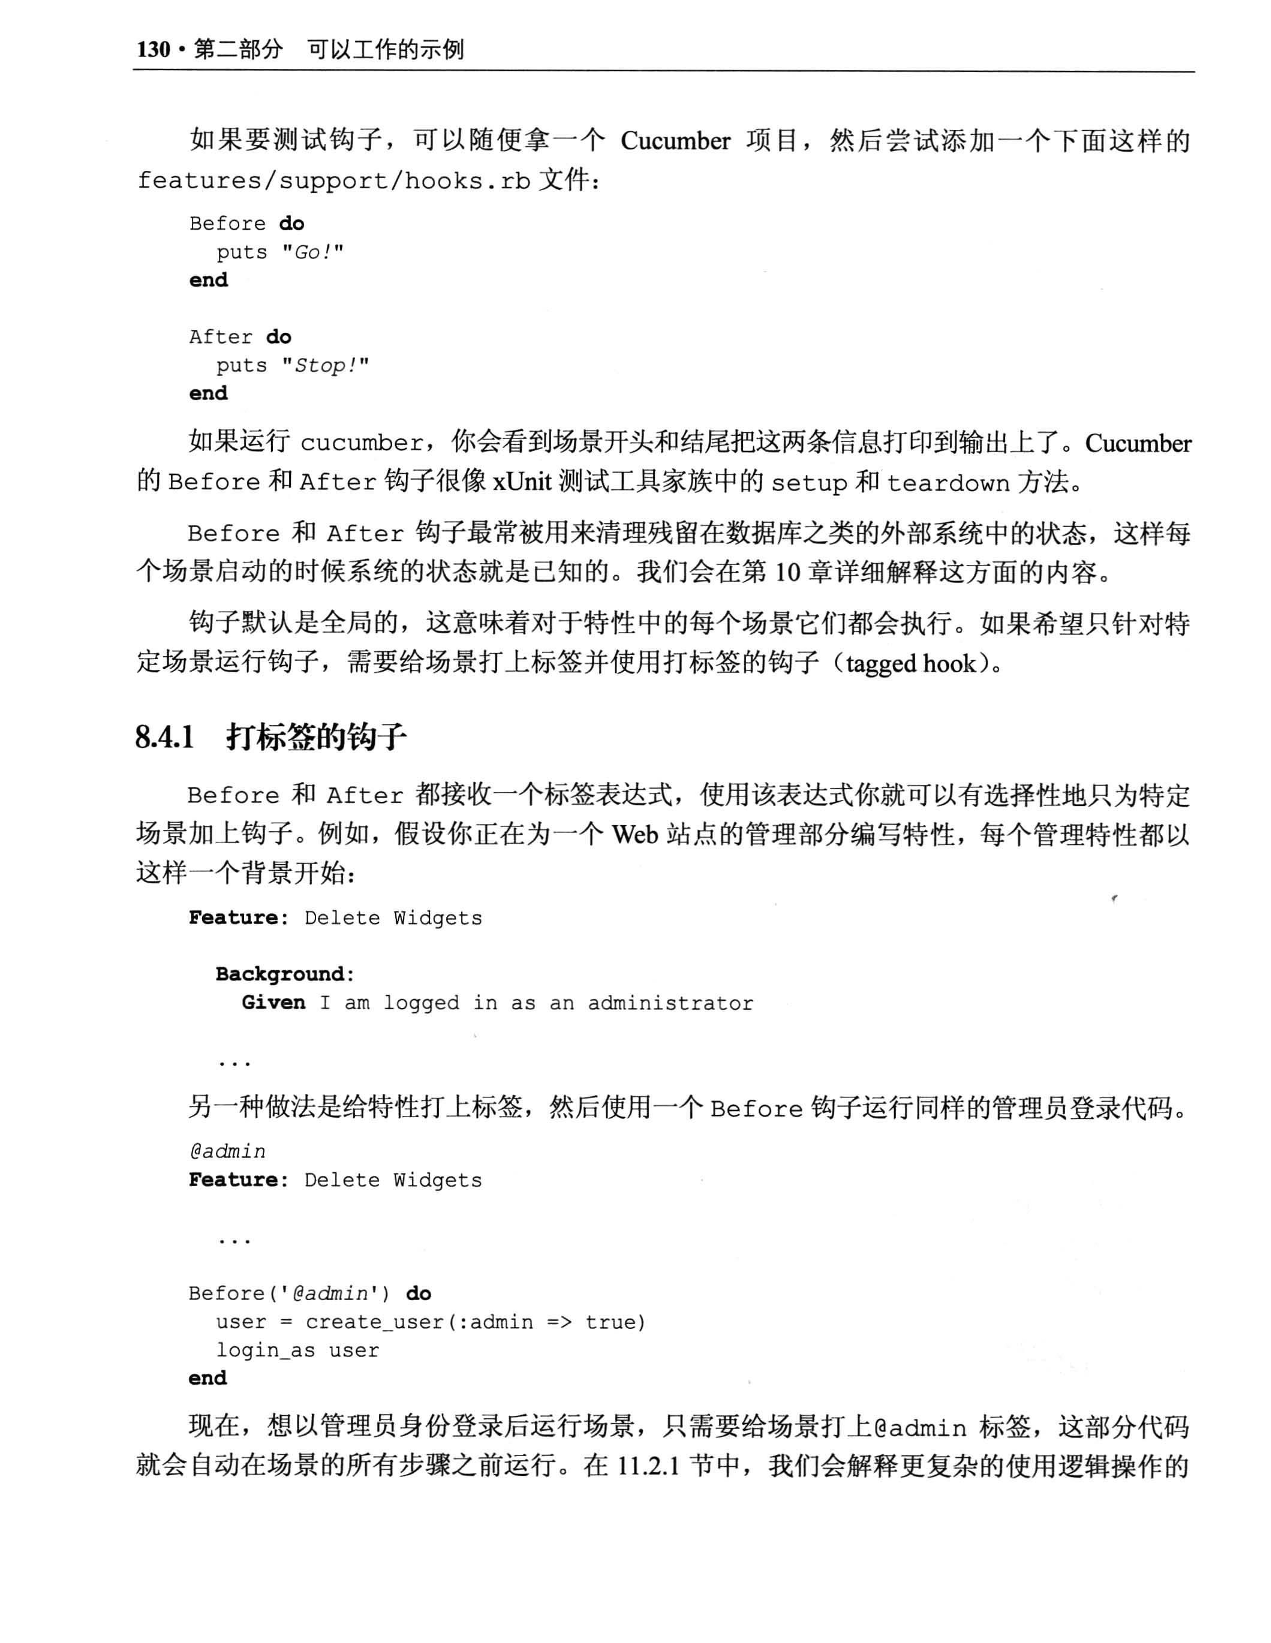 130·第二部分 可以工作的示例
如果要测试钩子，可以随便拿一个 Cucumber 项目，然后尝试添加一个下面这样的
features/support/hooks.rb 文件：
Before do
  puts "Go!"
end
After do
  puts "Stop!"
end
如果运行 cucumber，你会看到场景开头和结尾把这两条信息打印到输出上了。Cucumber
的 Before 和 After 钩子很像 xUnit 测试工具家族中的 setup 和 teardown 方法。
Before 和 After 钩子最常被用来清理残留在数据库之类的外部系统中的状态，这样每
个场景启动的时候系统的状态就是已知的。我们会在第 10 章详细解释这方面的内容。
钩子默认是全局的，这意味着对于特性中的每个场景它们都会执行。如果希望只针对特
定场景运行钩子，需要给场景打上标签并使用打标签的钩子（tagged hook）。
8.4.1 打标签的钩子
Before 和 After 都接收一个标签表达式，使用该表达式你就可以有选择性地只为特定
场景加上钩子。例如，假设你正在为一个 Web 站点的管理部分编写特性，每个管理特性都以
这样一个背景开始：
Feature: Delete Widgets
  Background:
    Given I am logged in as an administrator
  ...
另一种做法是给特性打上标签，然后使用一个 Before 钩子运行同样的管理员登录代码。
@admin
Feature: Delete Widgets
  ...
Before('@admin') do
  user = create_user(:admin => true)
  login_as user
end
现在，想以管理员身份登录后运行场景，只需要给场景打上@admin 标签，这部分代码
就会自动在场景的所有步骤之前运行。在 11.2.1 节中，我们会解释更复杂的使用逻辑操作的